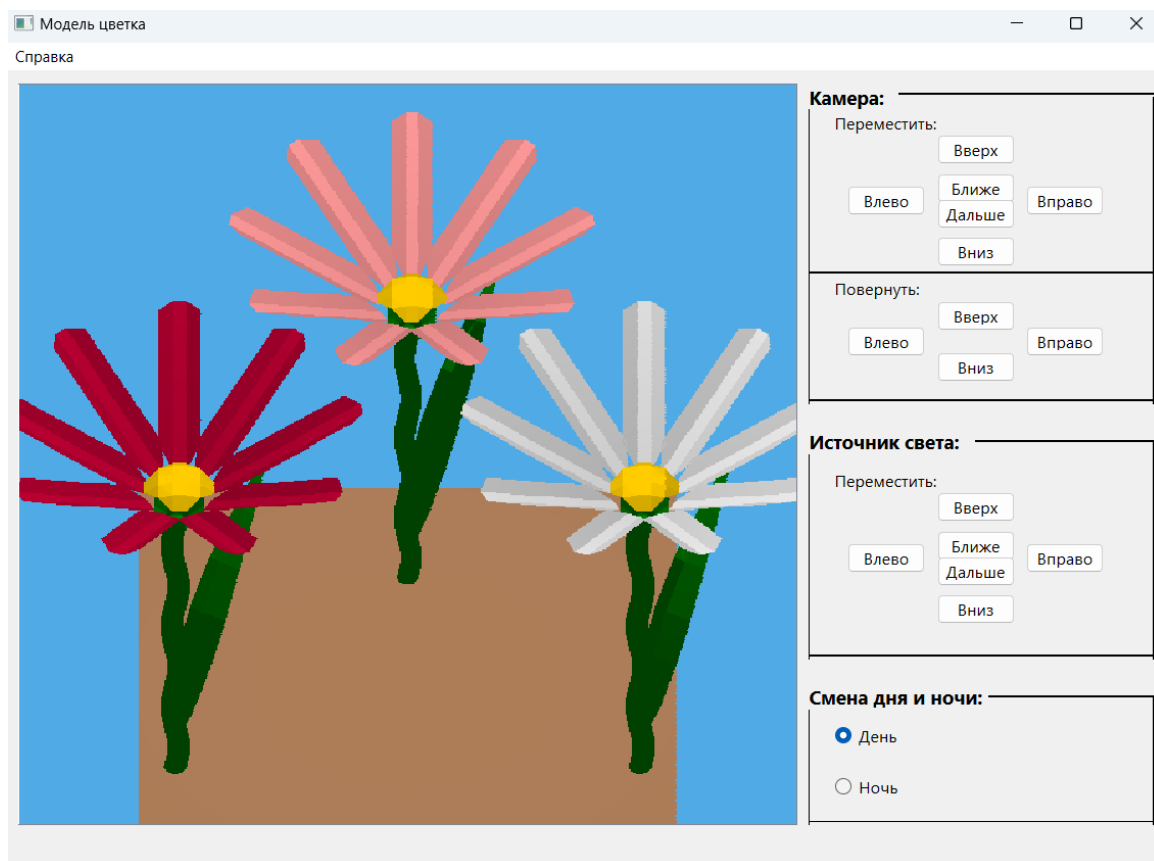 Модель цветка
Справка
Камера:
Переместить:
Вверх
Влево
Ближе
Дальше
Вправо
Вниз
Повернуть:
Вверх
Влево
Вправо
Вниз
Источник света:
Переместить:
Вверх
Влево
Ближе
Дальше
Вправо
Вниз
Смена дня и ночи:
День
Ночь